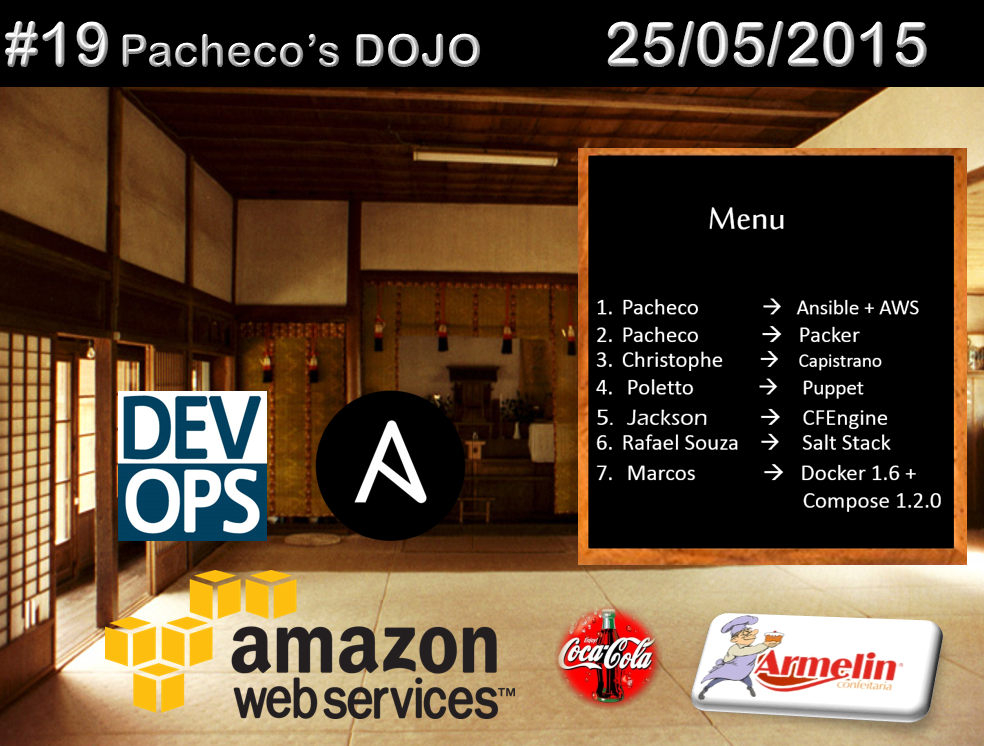 #19 Pacheco's DOJO 25/05/2015
Menu
1. Pacheco → Ansible + AWS
2. Pacheco → Packer
3. Christophe → Capistrano
4. Poletto → Puppet
5. Jackson → CFEngine
6. Rafael Souza → Salt Stack
7. Marcos → Docker 1.6 +
Compose 1.2.0
DEV
OPS
A
amazon
web services™
Enjoy
Coca-Cola
Armelin®
confeitaria